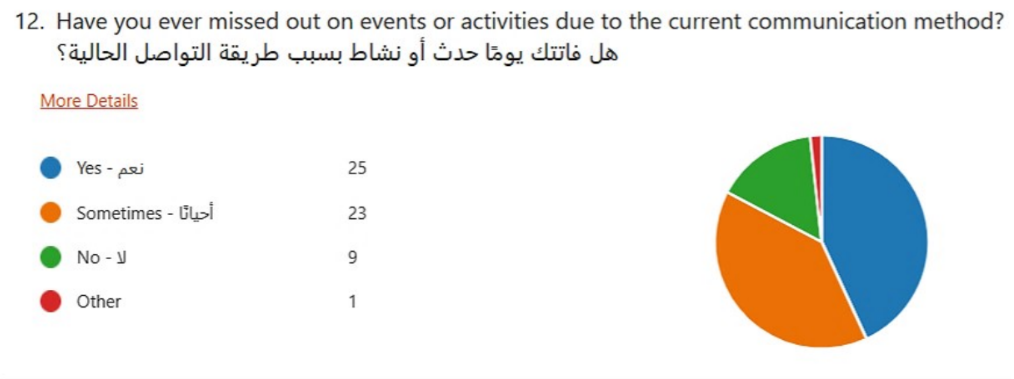 12. Have you ever missed out on events or activities due to the current communication method?
هل فاتتك يومًا حدث أو نشاط بسبب طريقة التواصل الحالية؟
More Details
Yes - نعم 25
Sometimes - أحيانًا 23
No - لا 9
Other 1